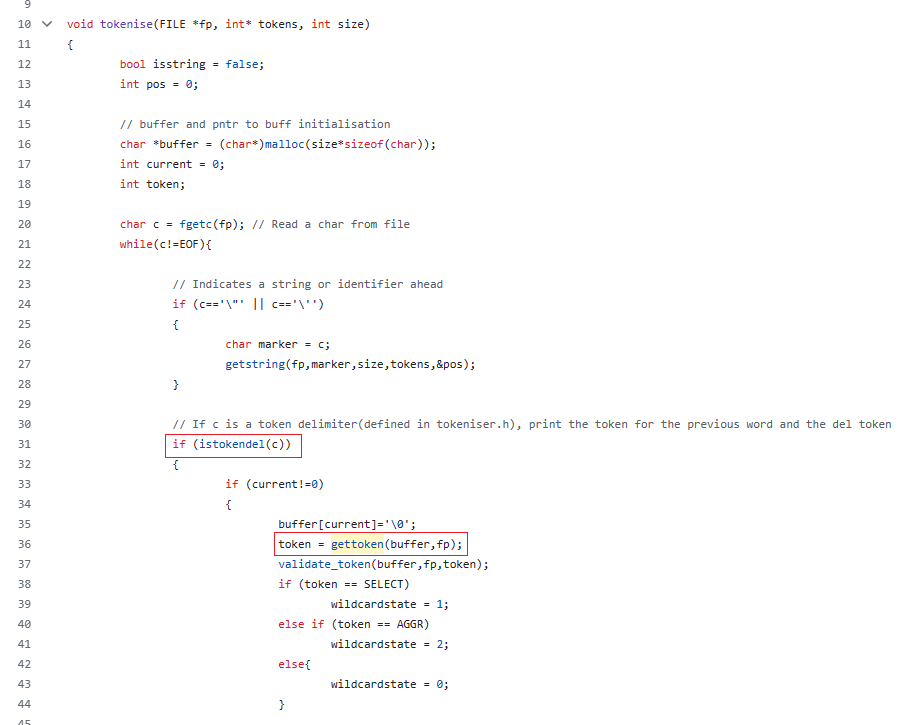 9
10 void tokenise(FILE *fp, int* tokens, int size)
11 {
12 bool isstring = false;
13 int pos = 0;
14
15 // buffer and pntr to buff initialisation
16 char *buffer = (char*)malloc(size*sizeof(char));
17 int current = 0;
18 int token;
19
20 char c = fgetc(fp); // Read a char from file
21 while(c!=EOF){
22
23 // Indicates a string or identifier ahead
24 if (c=='\"' || c=='\'')
25 {
26 char marker = c;
27 getstring(fp,marker,size,tokens,&pos);
28 }
29
30 // If c is a token delimiter(defined in tokeniser.h), print the token for the previous word and the del token
31 if (istokendel(c))
32 {
33 if (current!=0)
34 {
35 buffer[current]='\0';
36 token = gettoken(buffer,fp);
37 validate_token(buffer,fp,token);
38 if (token == SELECT)
39 wildcardstate = 1;
40 else if (token == AGGR)
41 wildcardstate = 2;
42 else{
43 wildcardstate = 0;
44 }
45